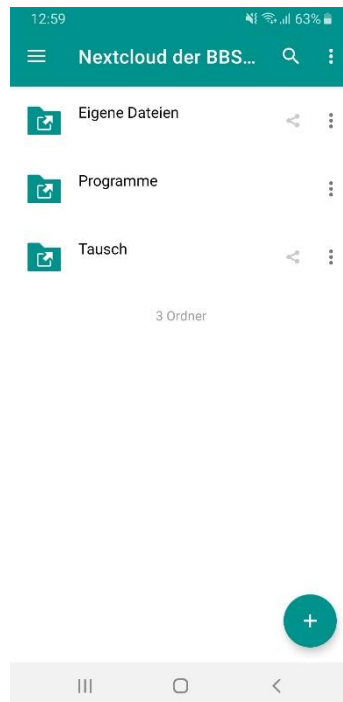 12:59 63%
Nextcloud der BBS...
Eigene Dateien
Programme
Tausch
3 Ordner